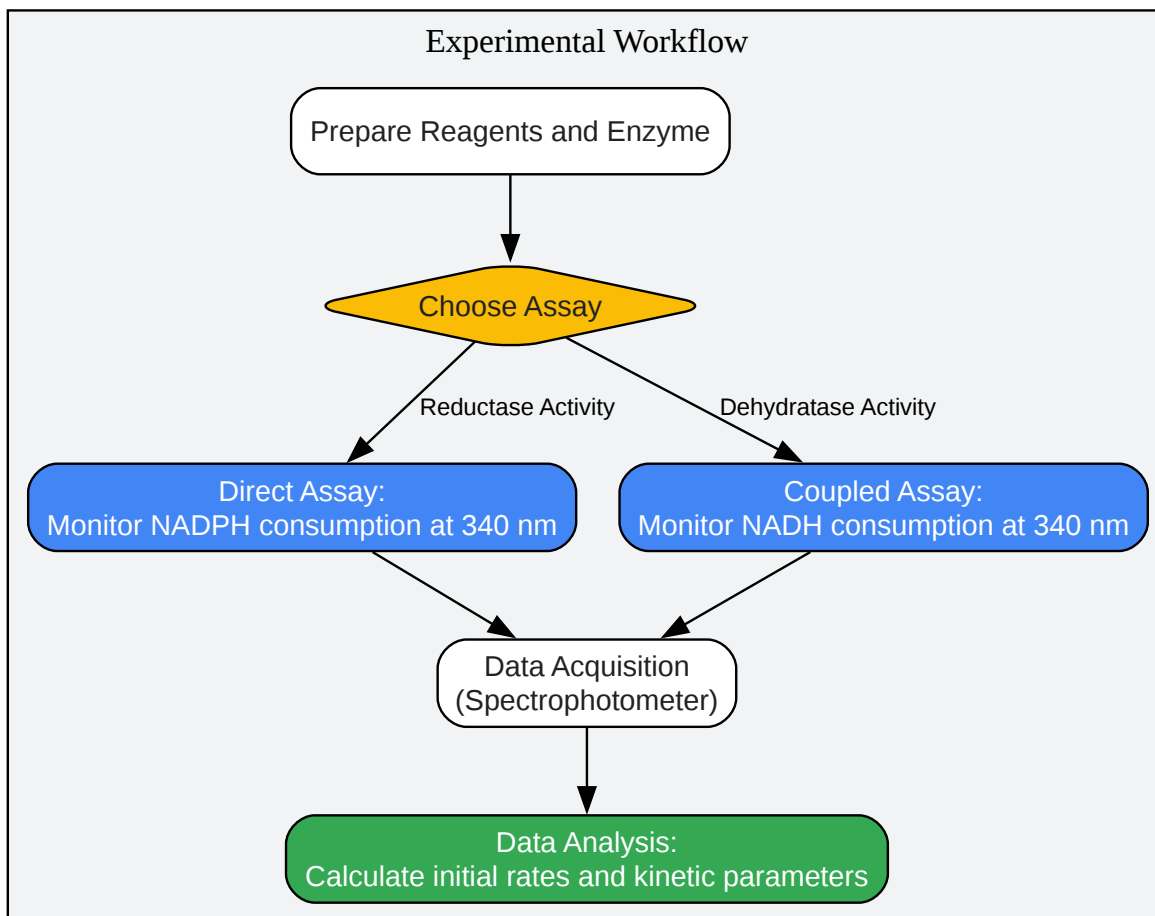 Experimental Workflow
Prepare Reagents and Enzyme
Choose Assay
Reductase Activity
Dehydratase Activity
Direct Assay:
Monitor NADPH consumption at 340 nm
Coupled Assay:
Monitor NADH consumption at 340 nm
Data Acquisition
(Spectrophotometer)
Data Analysis:
Calculate initial rates and kinetic parameters